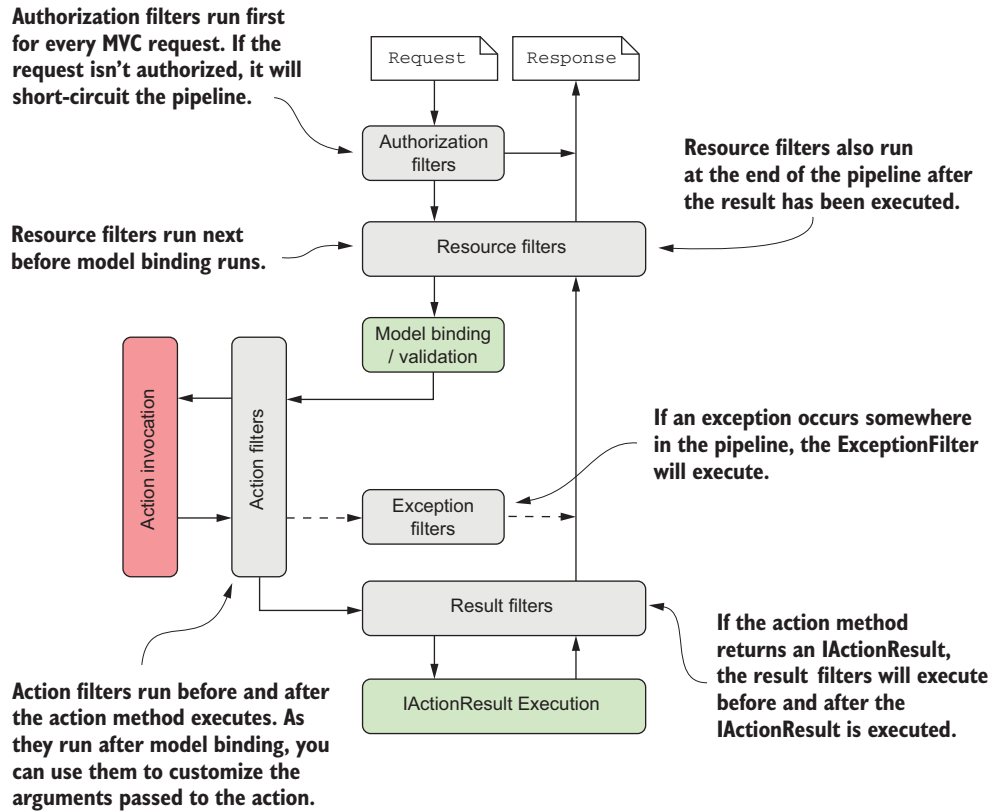 Authorization filters run first
for every MVC request. If the
request isn't authorized, it will
short-circuit the pipeline.
Request
Response
Authorization
filters
Resource filters also run
at the end of the pipeline after
the result has been executed.
Resource filters run next
before model binding runs.
Resource filters
Model binding
/ validation
Action invocation
Action filters
If an exception occurs somewhere
in the pipeline, the ExceptionFilter
will execute.
Exception
filters
Result filters
If the action method
returns an IActionResult,
the result filters will execute
before and after the
IActionResult is executed.
IActionResult Execution
Action filters run before and after
the action method executes. As
they run after model binding, you
can use them to customize the
arguments passed to the action.